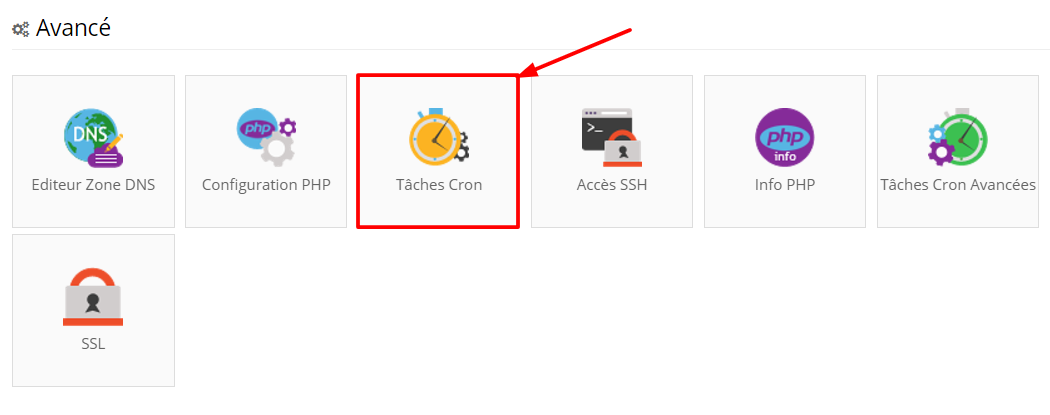 Avancé
DNS
Editeur Zone DNS
php
Configuration PHP
Tâches Cron
>_
Accès SSH
php
info
Info PHP
Tâches Cron Avancées
SSL